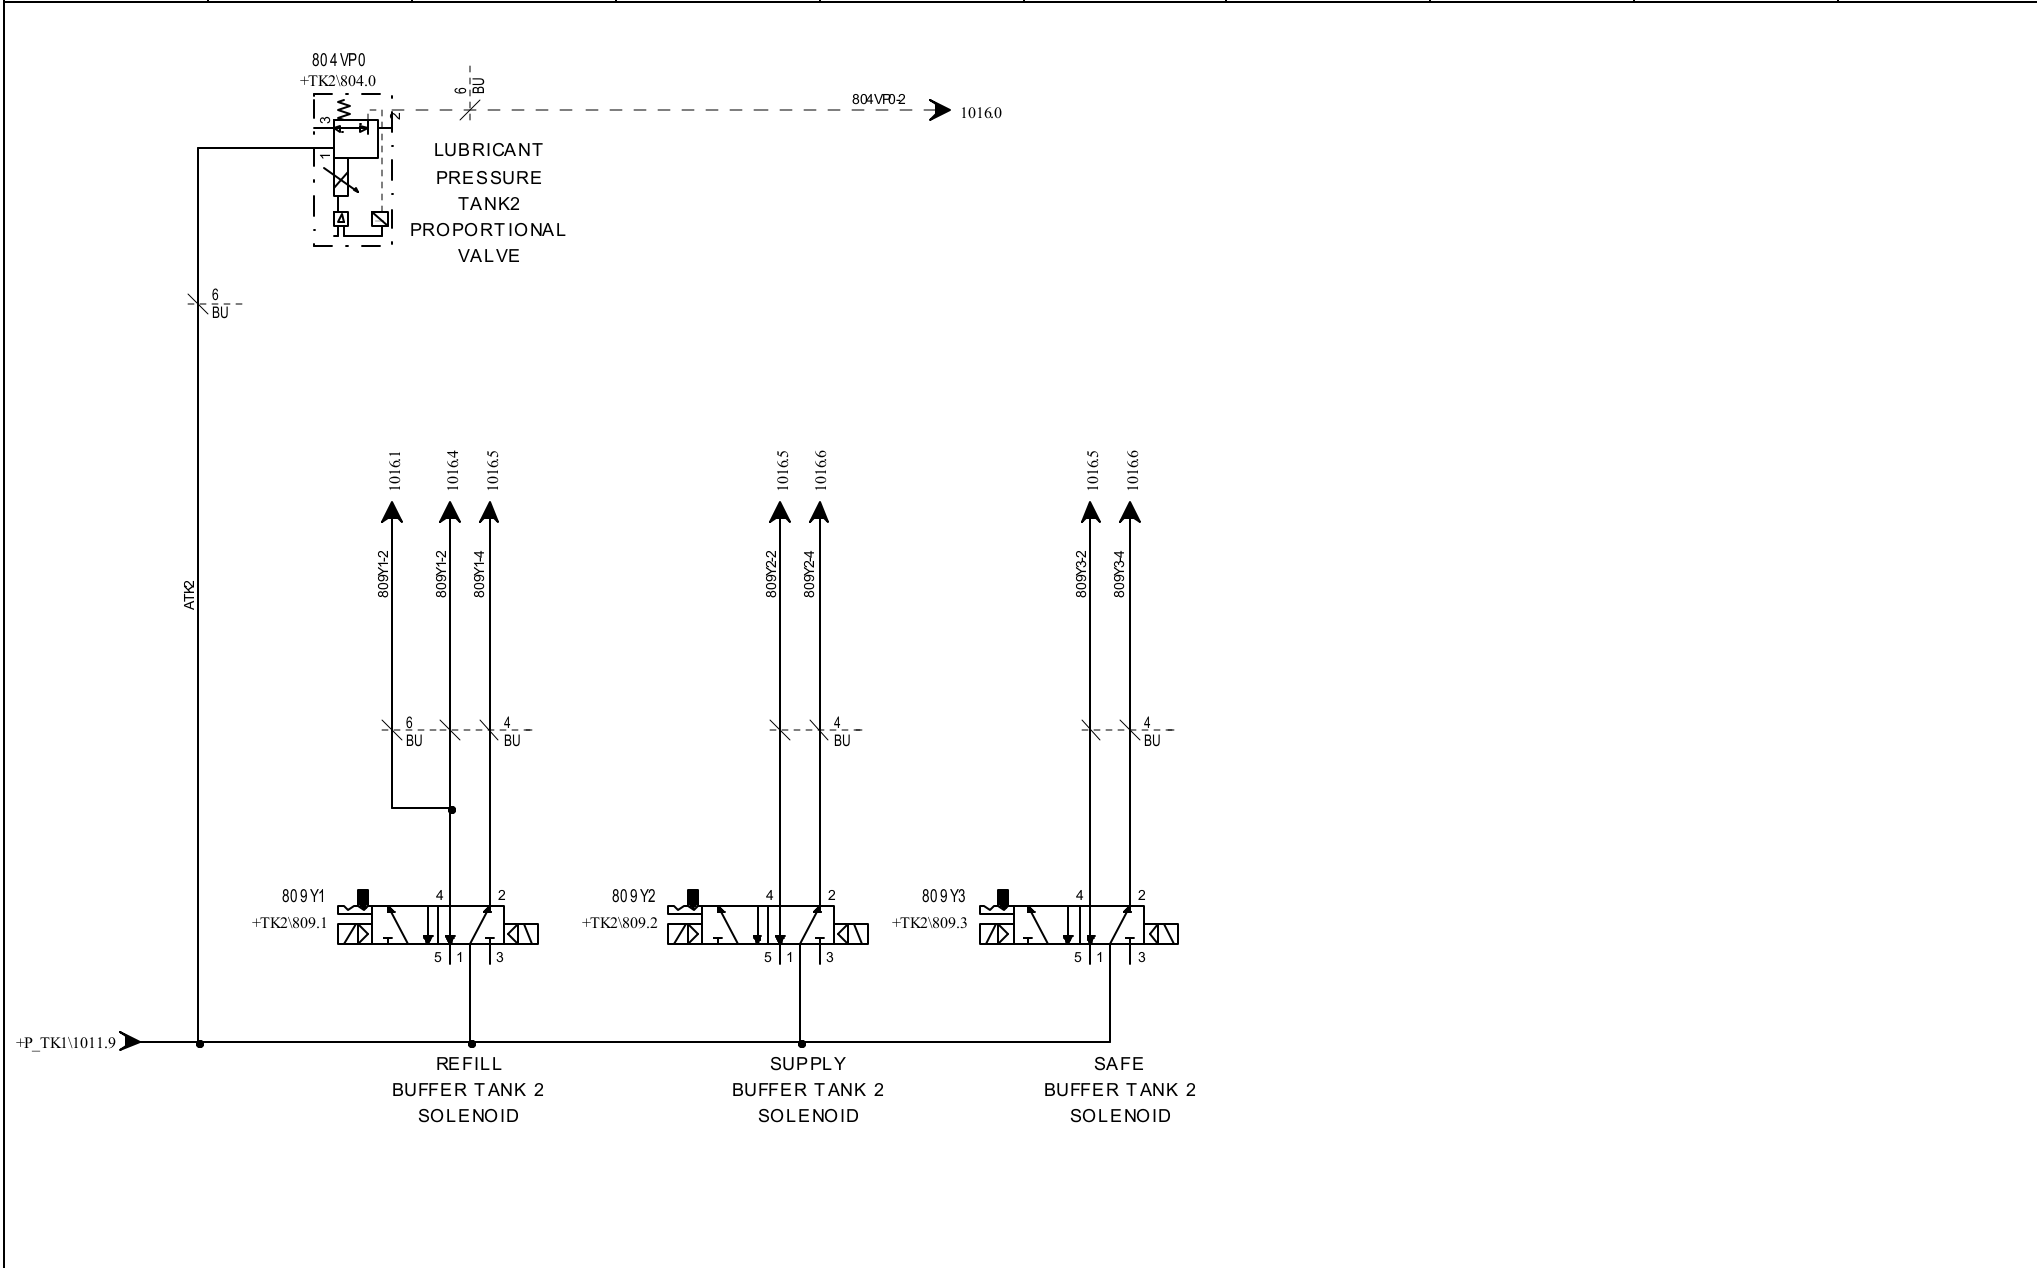 804VP0
+TK2\804.0
6
BU
804VP0-2
1016.0
3
2
1
LUBRICANT
PRESSURE
TANK2
PROPORTIONAL
VALVE
6
BU
ATK2
1016.1
1016.4
1016.5
1016.5
1016.6
1016.5
1016.6
809Y1-2
809Y1-2
809Y1-4
809Y2-2
809Y2-4
809Y3-2
809Y3-4
6
BU
4
BU
4
BU
4
BU
809Y1
+TK2\809.1
4
2
5
1
3
809Y2
+TK2\809.2
4
2
5
1
3
809Y3
+TK2\809.3
4
2
5
1
3
+P_TK1\1011.9
REFILL
BUFFER TANK 2
SOLENOID
SUPPLY
BUFFER TANK 2
SOLENOID
SAFE
BUFFER TANK 2
SOLENOID